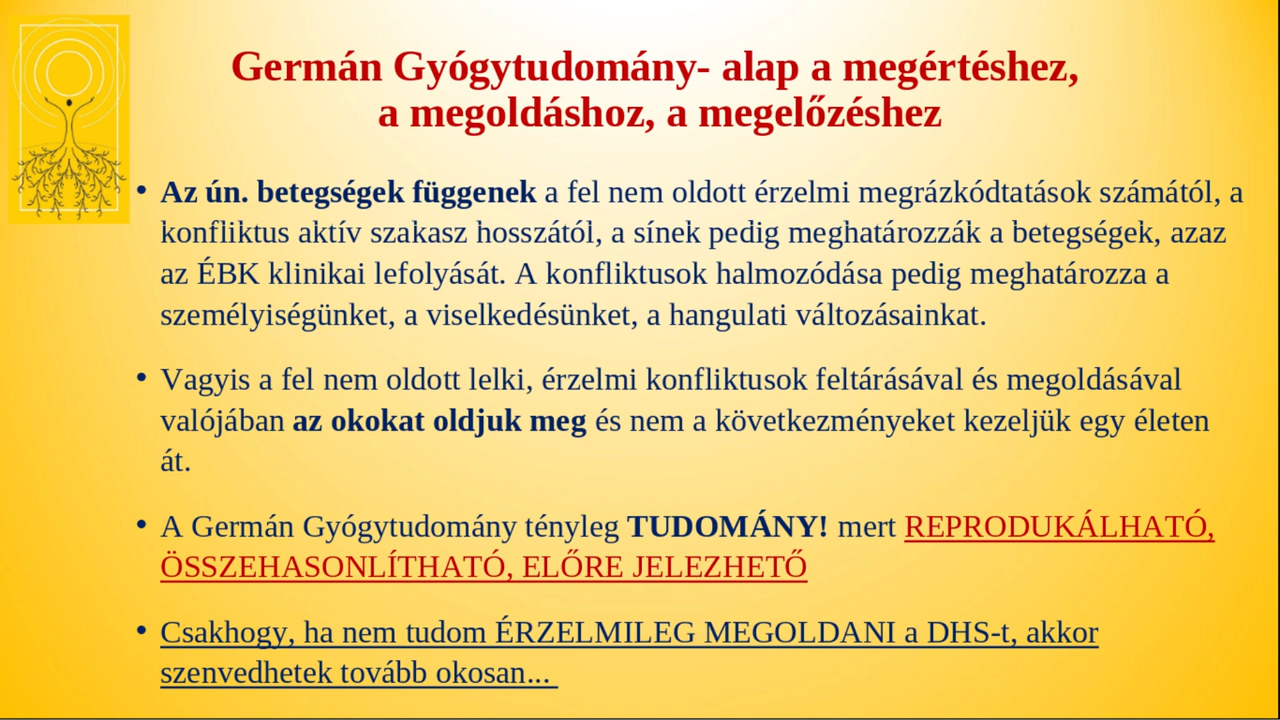 Germán Gyógytudomány- alap a megértéshez,
a megoldáshoz, a megelőzéshez
• Az ún. betegségek függenek a fel nem oldott érzelmi megrázkódtatások számától, a
konfliktus aktív szakasz hosszától, a sínek pedig meghatározzák a betegségek, azaz
az ÉBK klinikai lefolyását. A konfliktusok halmozódása pedig meghatározza a
személyiségünket, a viselkedésünket, a hangulati változásainkat.
• Vagyis a fel nem oldott lelki, érzelmi konfliktusok feltárásával és megoldásával
valójában az okokat oldjuk meg és nem a következményeket kezeljük egy életen
át.
• A Germán Gyógytudomány tényleg TUDOMÁNY! mert REPRODUKÁLHATÓ,
ÖSSZEHASONLÍTHATÓ, ELŐRE JELEZHETŐ
• Csakhogy, ha nem tudom ÉRZELMILEG MEGOLDANI a DHS-t, akkor
szenvedhetek tovább okosan...